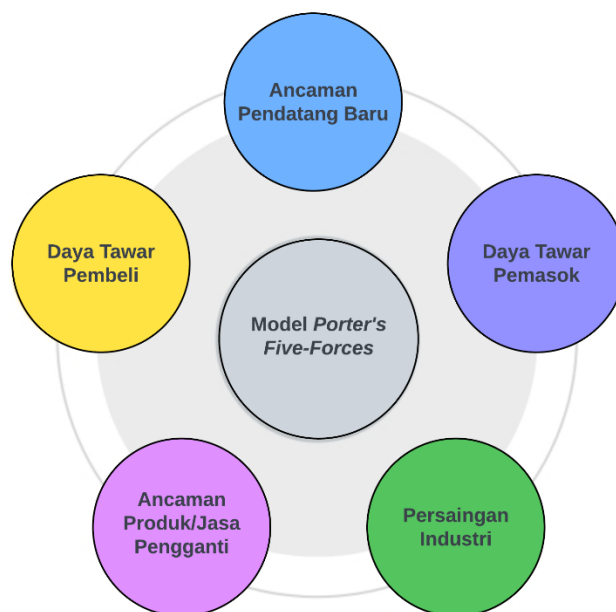 Ancaman
Pendatang Baru
Daya Tawar
Pembeli
Daya Tawar
Pemasok
Model Porter's
Five-Forces
Ancaman
Produk/Jasa
Pengganti
Persaingan
Industri